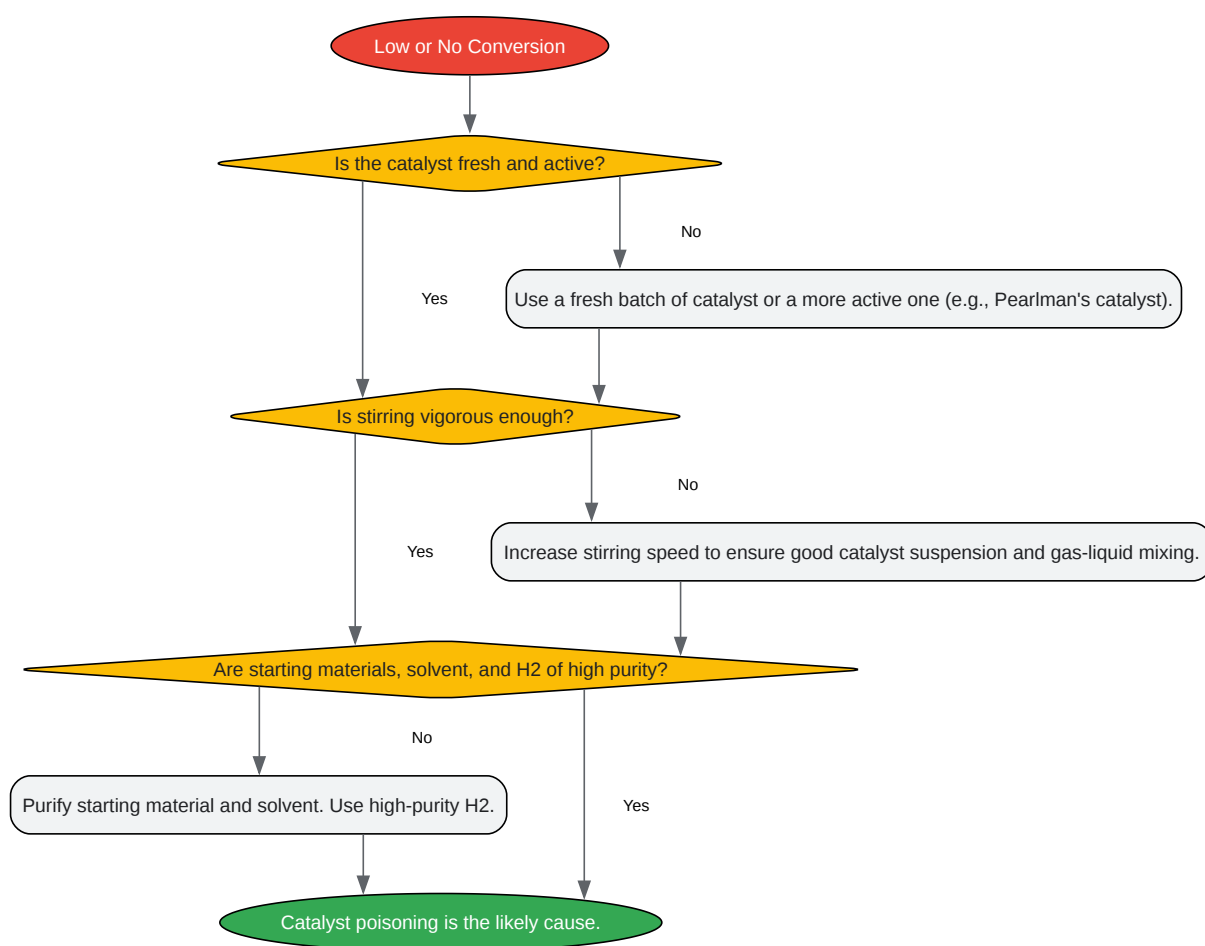 Low or No Conversion
Is the catalyst fresh and active?
No
Use a fresh batch of catalyst or a more active one (e.g., Pearlman's catalyst).
Yes
Is stirring vigorous enough?
No
Increase stirring speed to ensure good catalyst suspension and gas-liquid mixing.
Yes
Are starting materials, solvent, and H2 of high purity?
No
Purify starting material and solvent. Use high-purity H2.
Yes
Catalyst poisoning is the likely cause.